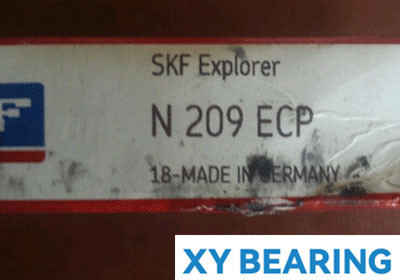 SKF Explorer
F
N 209 ECP
18-MADE IN GERMANY
XY BEARING